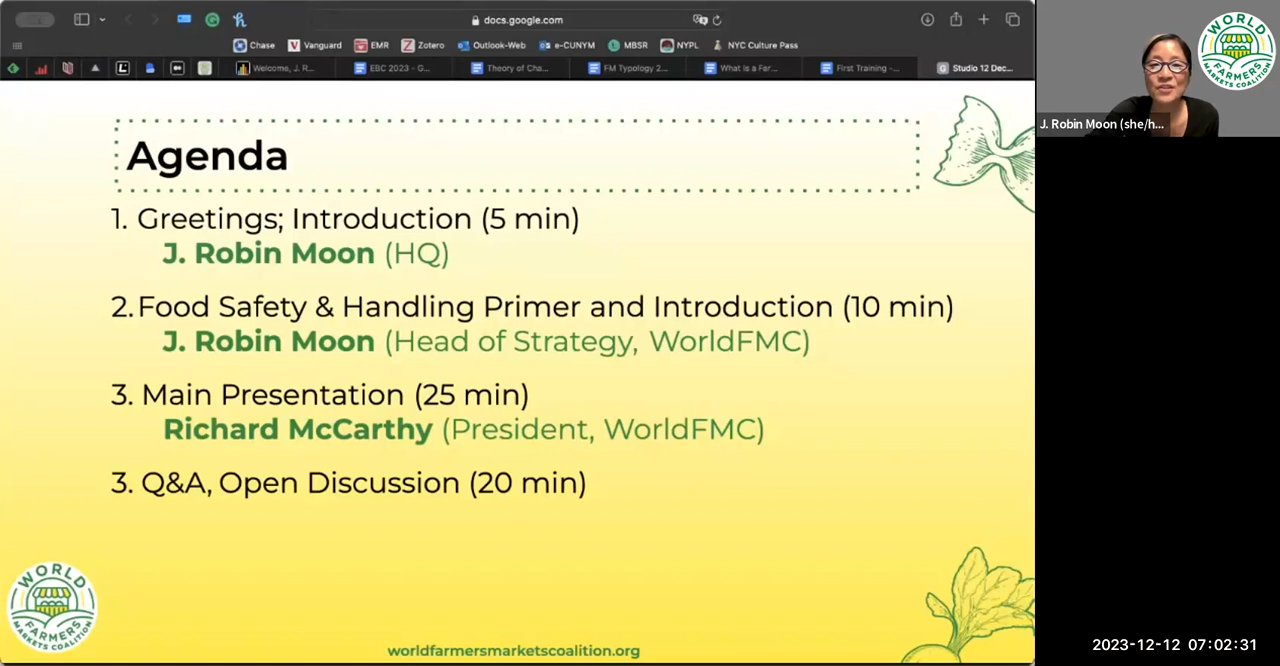 docs.google.com
Chase Vanguard EMR Zotero Outlook-Web e-CUNYM MBSR NYPL NYC Culture Pass
Welcome, J. R... EBC 2023 - G... Theory of Cha... FM Typology 2... What is a Far... First Training -... Studio 12 Dec...
WORLD
FARMERS
MARKETS COALITION
J. Robin Moon (she/h...
Agenda
1. Greetings; Introduction (5 min)
J. Robin Moon (HQ)
2. Food Safety & Handling Primer and Introduction (10 min)
J. Robin Moon (Head of Strategy, WorldFMC)
3. Main Presentation (25 min)
Richard McCarthy (President, WorldFMC)
3. Q&A, Open Discussion (20 min)
WORLD
FARMERS
MARKETS COALITION
worldfarmersmarketscoalition.org
2023-12-12 07:02:31